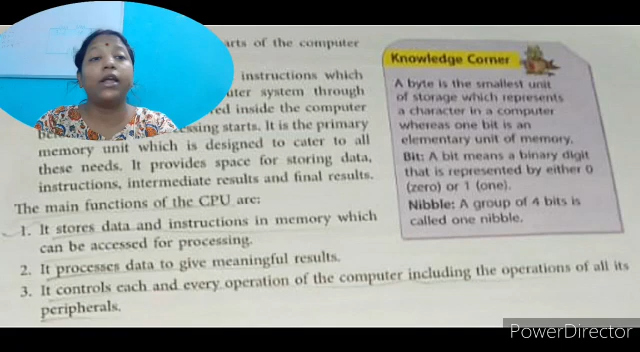 arts of the computer
instructions which
uter system through
red inside the computer
essing starts. It is the primary
memory unit which is designed to cater to all
these needs. It provides space for storing data,
instructions, intermediate results and final results.
The main functions of the CPU are:
1. It stores data and instructions in memory which
can be accessed for processing.
2. It processes data to give meaningful results.
3. It controls each and every operation of the computer including the operations of all its
peripherals.
Knowledge Corner
A byte is the smallest unit
of storage which represents
a character in a computer
whereas one bit is an
elementary unit of memory.
Bit: A bit means a binary digit
that is represented by either 0
(zero) or 1 (one).
Nibble: A group of 4 bits is
called one nibble.
PowerDirector